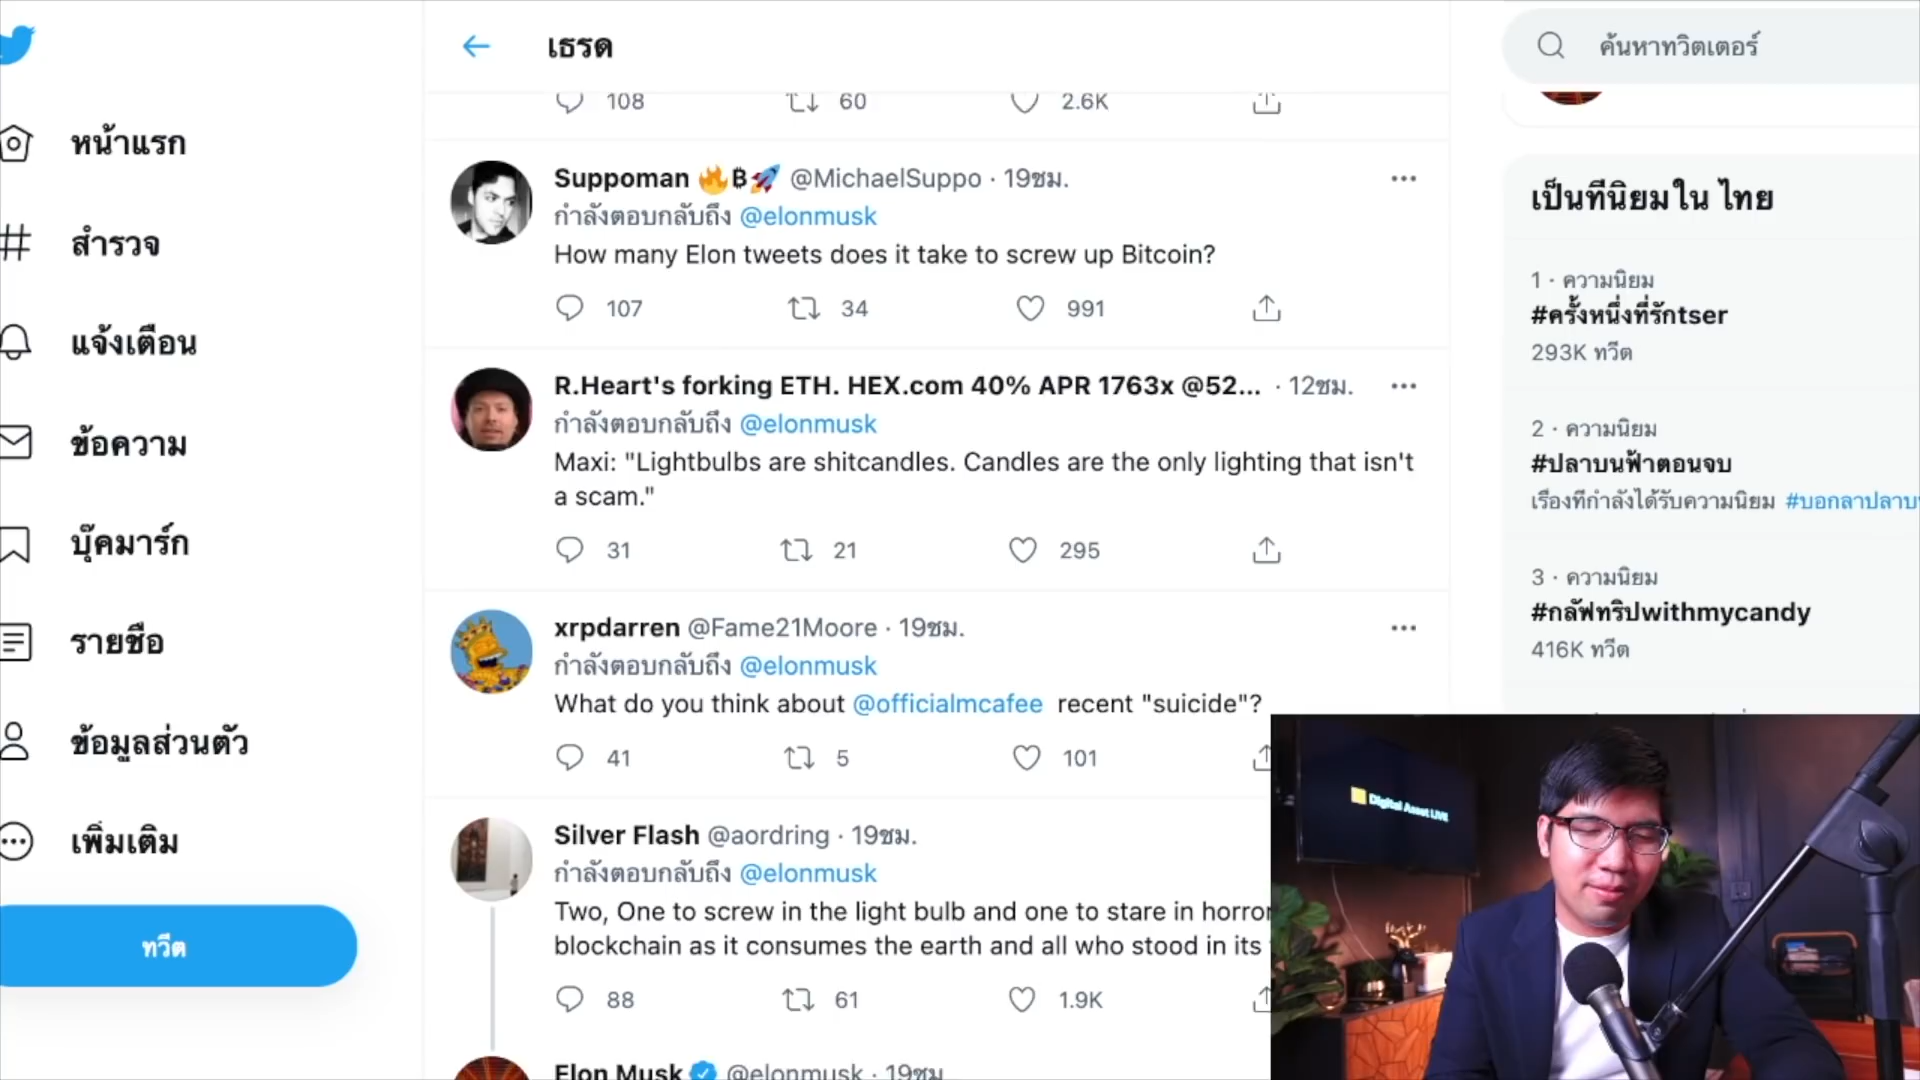 เธรด
ค้นหาทวิตเตอร์
หน้าแรก
สำรวจ
แจ้งเตือน
ข้อความ
บุ๊คมาร์ก
รายชื่อ
ข้อมูลส่วนตัว
เพิ่มเติม
ทวีต
108 60 2.6K
Suppoman 🔥₿🚀 @MichaelSuppo · 19ชม.
กำลังตอบกลับถึง @elonmusk
How many Elon tweets does it take to screw up Bitcoin?
107 34 991
R.Heart's forking ETH. HEX.com 40% APR 1763x @52... · 12ชม.
กำลังตอบกลับถึง @elonmusk
Maxi: "Lightbulbs are shitcandles. Candles are the only lighting that isn't
a scam."
31 21 295
xrpdarren @Fame21Moore · 19ชม.
กำลังตอบกลับถึง @elonmusk
What do you think about @officialmcafee recent "suicide"?
41 5 101
Silver Flash @aordring · 19ชม.
กำลังตอบกลับถึง @elonmusk
Two, One to screw in the light bulb and one to stare in horror
blockchain as it consumes the earth and all who stood in its
88 61 1.9K
Elon Musk @elonmusk · 19ชม.
เป็นที่นิยมใน ไทย
1 · ความนิยม
#ครั้งหนึ่งที่รักtser
293K ทวีต
2 · ความนิยม
#ปลาบนฟ้าตอนจบ
เรื่องที่กำลังได้รับความนิยม #บอกลาปลาบ
3 · ความนิยม
#กลัฟทริปwithmycandy
416K ทวีต
Digital Asset LIVE